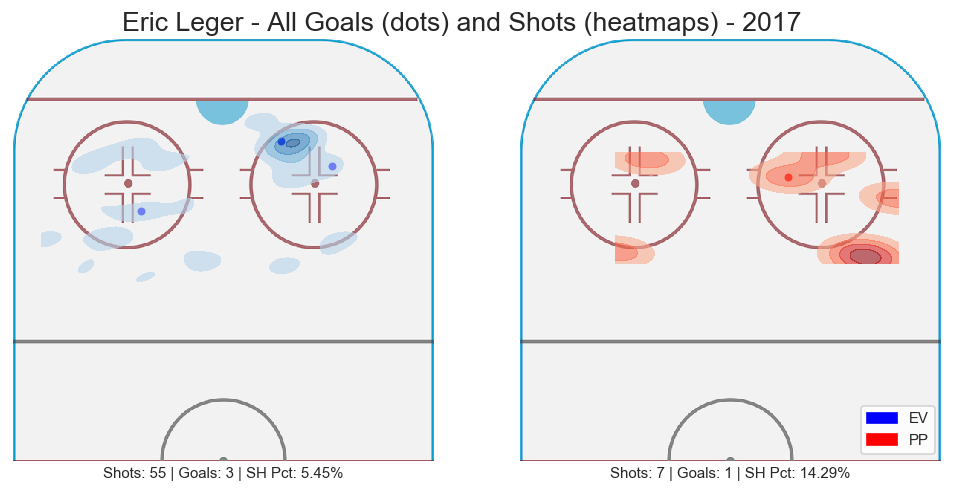 Eric Leger - All Goals (dots) and Shots (heatmaps) - 2017
EV
PP
Shots: 55 | Goals: 3 | SH Pct: 5.45%
Shots: 7 | Goals: 1 | SH Pct: 14.29%